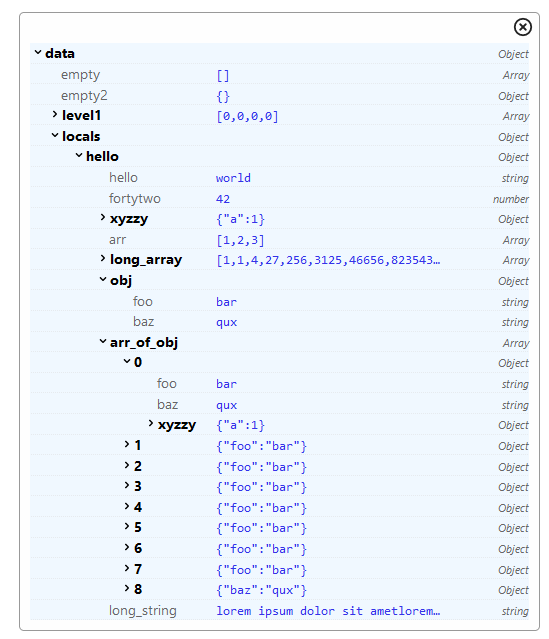 data Object
empty [] Array
empty2 {} Object
level1 [0,0,0,0] Array
locals Object
hello Object
hello world string
fortytwo 42 number
xyzzy {"a":1} Object
arr [1,2,3] Array
long_array [1,1,4,27,256,3125,46656,823543… Array
obj Object
foo bar string
baz qux string
arr_of_obj Array
0 Object
foo bar string
baz qux string
xyzzy {"a":1} Object
1 {"foo":"bar"} Object
2 {"foo":"bar"} Object
3 {"foo":"bar"} Object
4 {"foo":"bar"} Object
5 {"foo":"bar"} Object
6 {"foo":"bar"} Object
7 {"foo":"bar"} Object
8 {"baz":"qux"} Object
long_string lorem ipsum dolor sit ametlorem… string